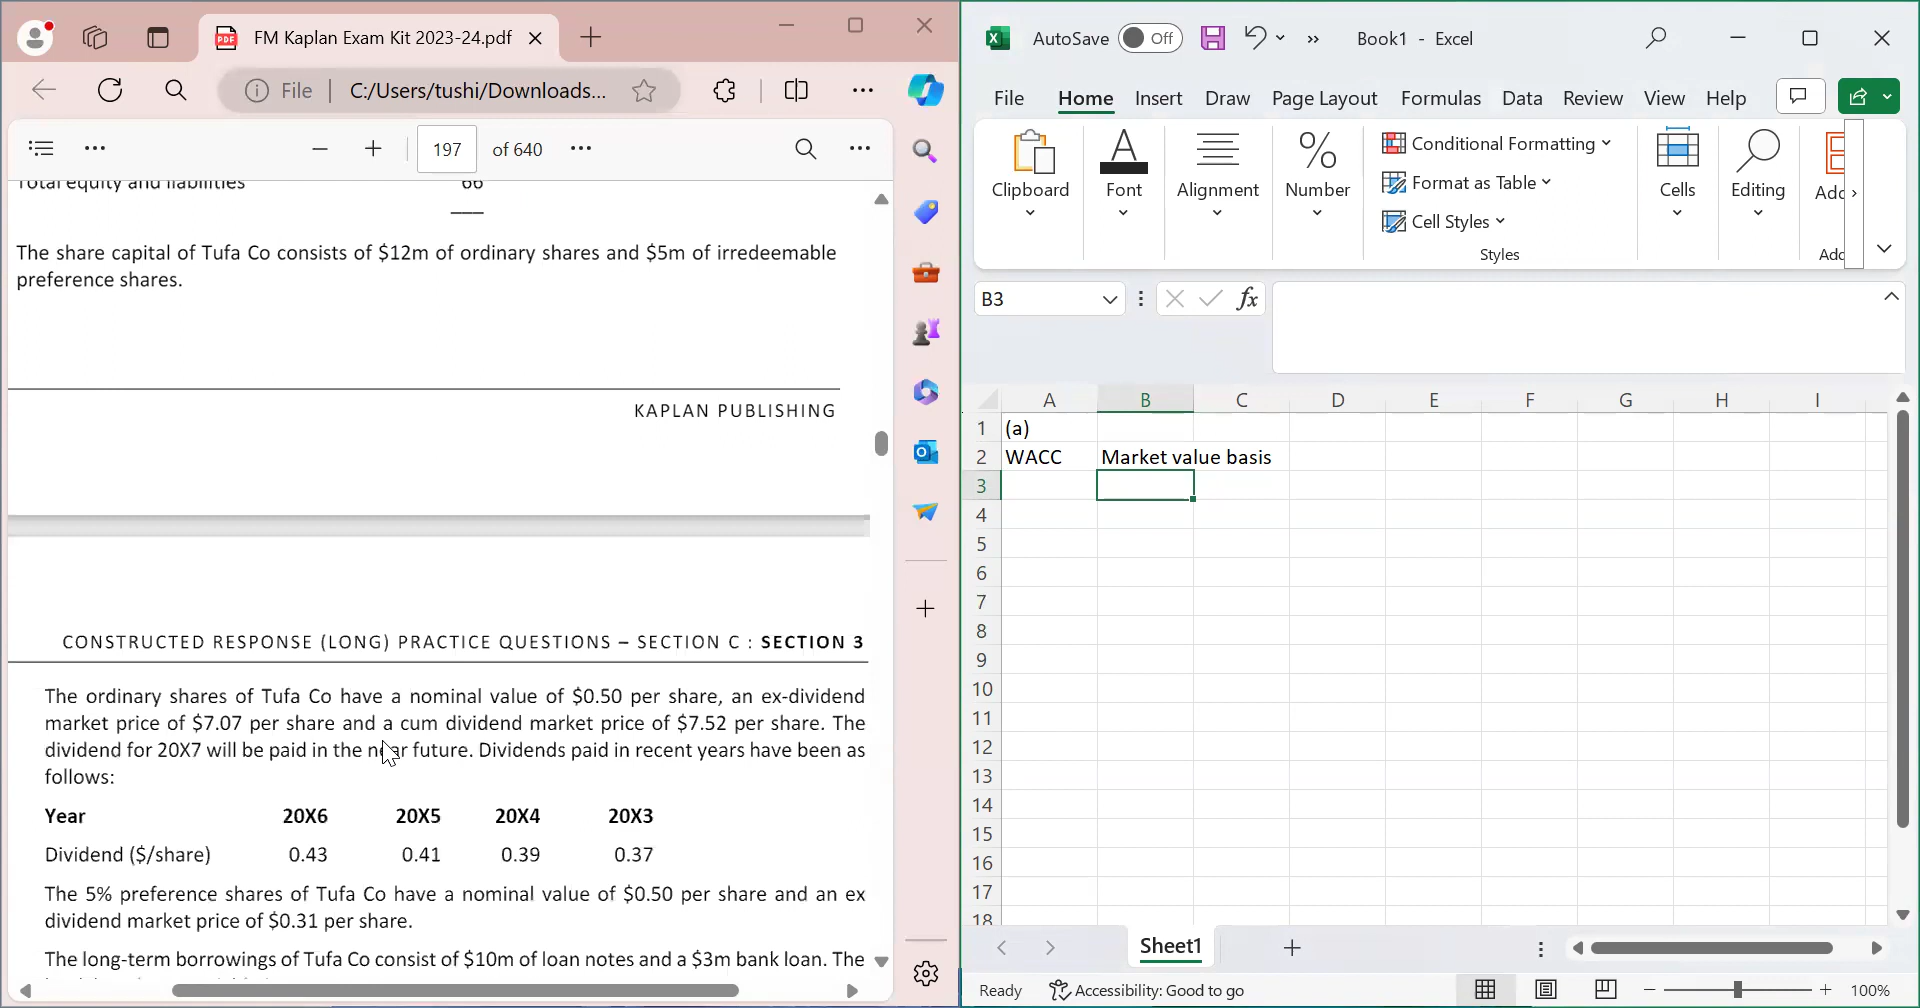 FM Kaplan Exam Kit 2023-24.pdf
File
C:/Users/tushi/Downloads...
197 of 640
Total equity and liabilities 66
The share capital of Tufa Co consists of $12m of ordinary shares and $5m of irredeemable
preference shares.
KAPLAN PUBLISHING
CONSTRUCTED RESPONSE (LONG) PRACTICE QUESTIONS – SECTION C : SECTION 3
The ordinary shares of Tufa Co have a nominal value of $0.50 per share, an ex-dividend
market price of $7.07 per share and a cum dividend market price of $7.52 per share. The
dividend for 20X7 will be paid in the near future. Dividends paid in recent years have been as
follows:
Year 20X6 20X5 20X4 20X3
Dividend ($/share) 0.43 0.41 0.39 0.37
The 5% preference shares of Tufa Co have a nominal value of $0.50 per share and an ex
dividend market price of $0.31 per share.
The long-term borrowings of Tufa Co consist of $10m of loan notes and a $3m bank loan. The
AutoSave Off Book1 - Excel
File Home Insert Draw Page Layout Formulas Data Review View Help
Clipboard Font Alignment Number
Conditional Formatting
Format as Table
Cell Styles
Styles
Cells Editing Adc
Adc
B3 fx
A B C D E F G H I
1 (a)
2 WACC Market value basis
3
4
5
6
7
8
9
10
11
12
13
14
15
16
17
18
Sheet1
Ready Accessibility: Good to go 100%